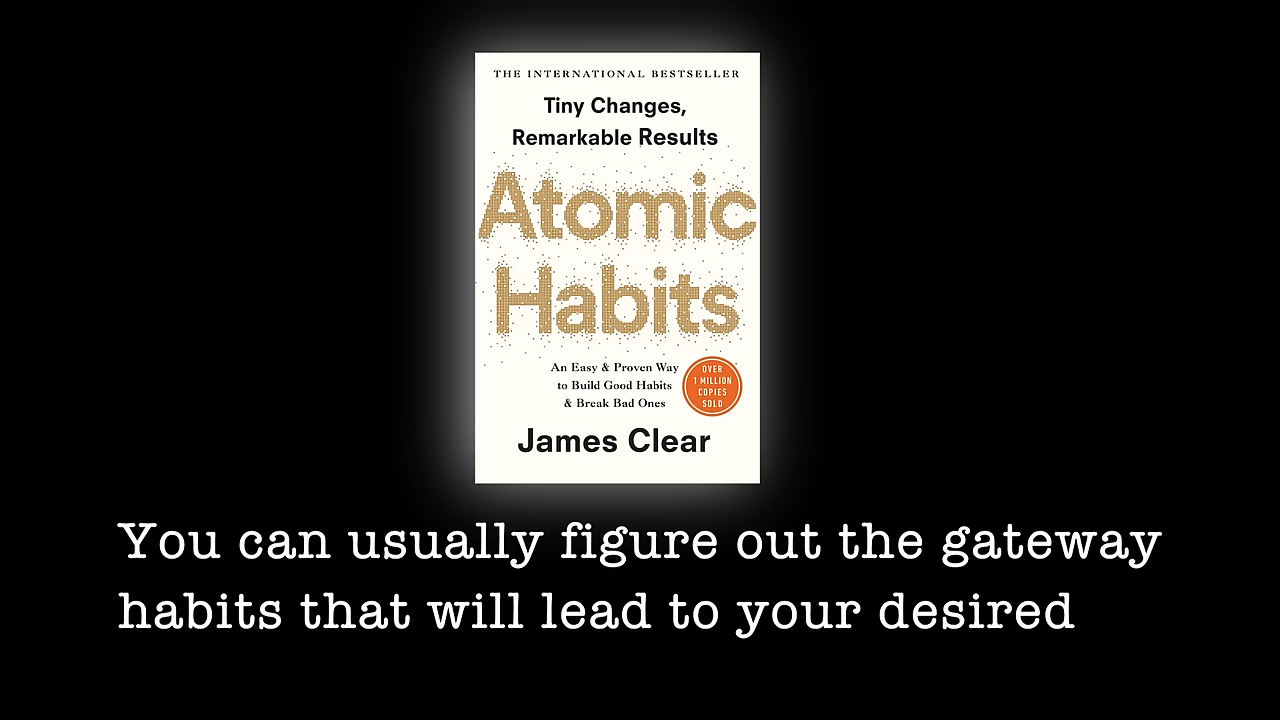 THE INTERNATIONAL BESTSELLER
Tiny Changes,
Remarkable Results
Atomic
Habits
An Easy & Proven Way
to Build Good Habits
& Break Bad Ones
OVER
1 MILLION
COPIES
SOLD
James Clear
You can usually figure out the gateway
habits that will lead to your desired